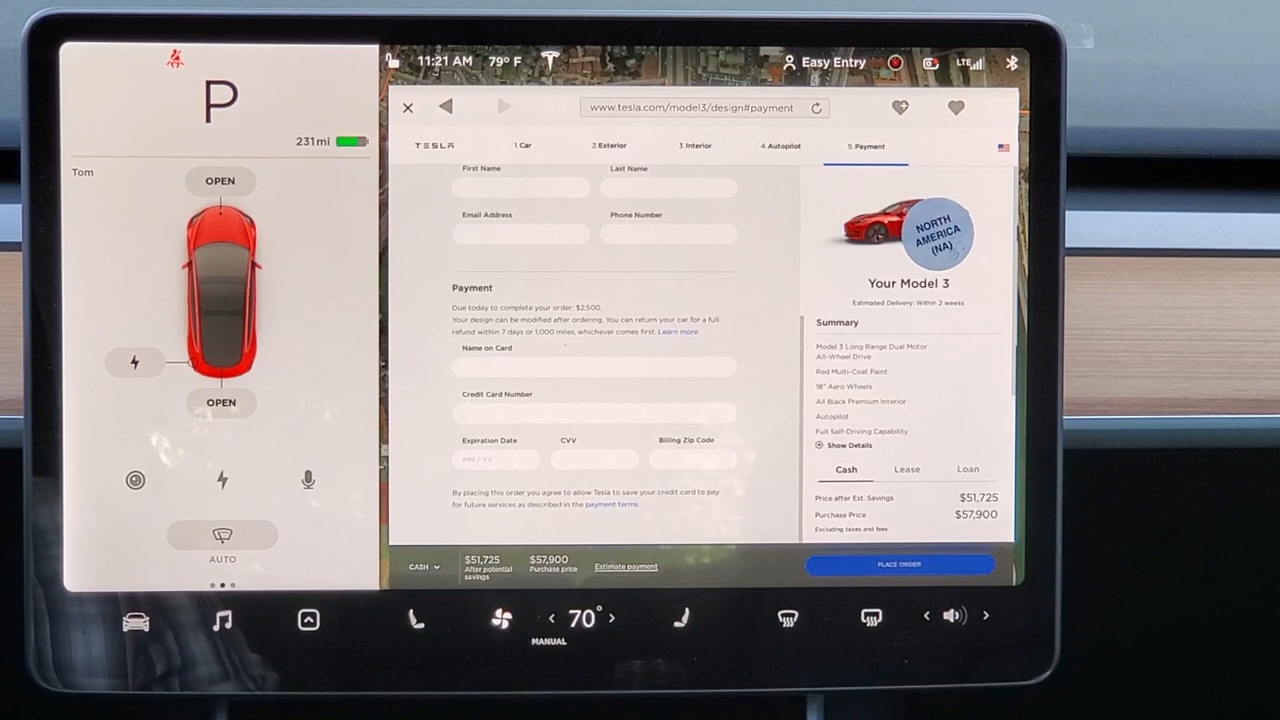 P
231mi
Tom
OPEN
OPEN
AUTO
11:21 AM
79° F
Easy Entry
LTE
www.tesla.com/model3/design#payment
TESLA
1.Car
2.Exterior
3.Interior
4.Autopilot
5.Payment
First Name
Last Name
Email Address
Phone Number
Payment
Due today to complete your order: $2,500.
Your design can be modified after ordering. You can return your car for a full
refund within 7 days or 1,000 miles, whichever comes first. Learn more
Name on Card
Credit Card Number
Expiration Date
CVV
Billing Zip Code
MM / YY
By placing this order you agree to allow Tesla to save your credit card to pay
for future services as described in the payment terms.
NORTH
AMERICA
(NA)
Your Model 3
Estimated Delivery: Within 2 weeks
Summary
Model 3 Long Range Dual Motor
All-Wheel Drive
Red Multi-Coat Paint
18" Aero Wheels
All Black Premium Interior
Autopilot
Full Self-Driving Capability
Show Details
Cash
Lease
Loan
Price after Est. Savings
$51,725
Purchase Price
$57,900
Excluding taxes and fees
CASH
$51,725
After potential
savings
$57,900
Purchase price
Estimate payment
PLACE ORDER
70°
MANUAL